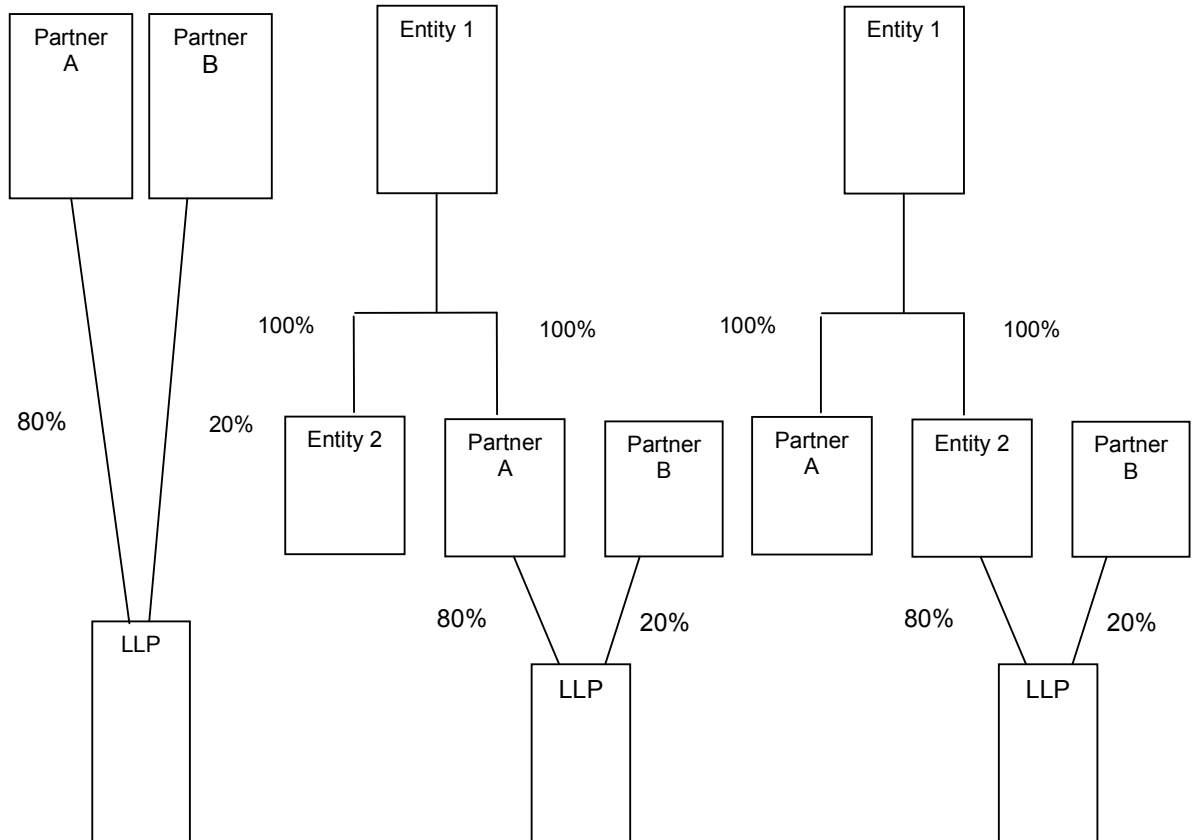 Partner
A
Partner
B
Entity 1
Entity 1
100%
100%
100%
100%
80%
20%
Entity 2
Partner
A
Partner
B
Partner
A
Entity 2
Partner
B
80%
20%
80%
20%
LLP
LLP
LLP